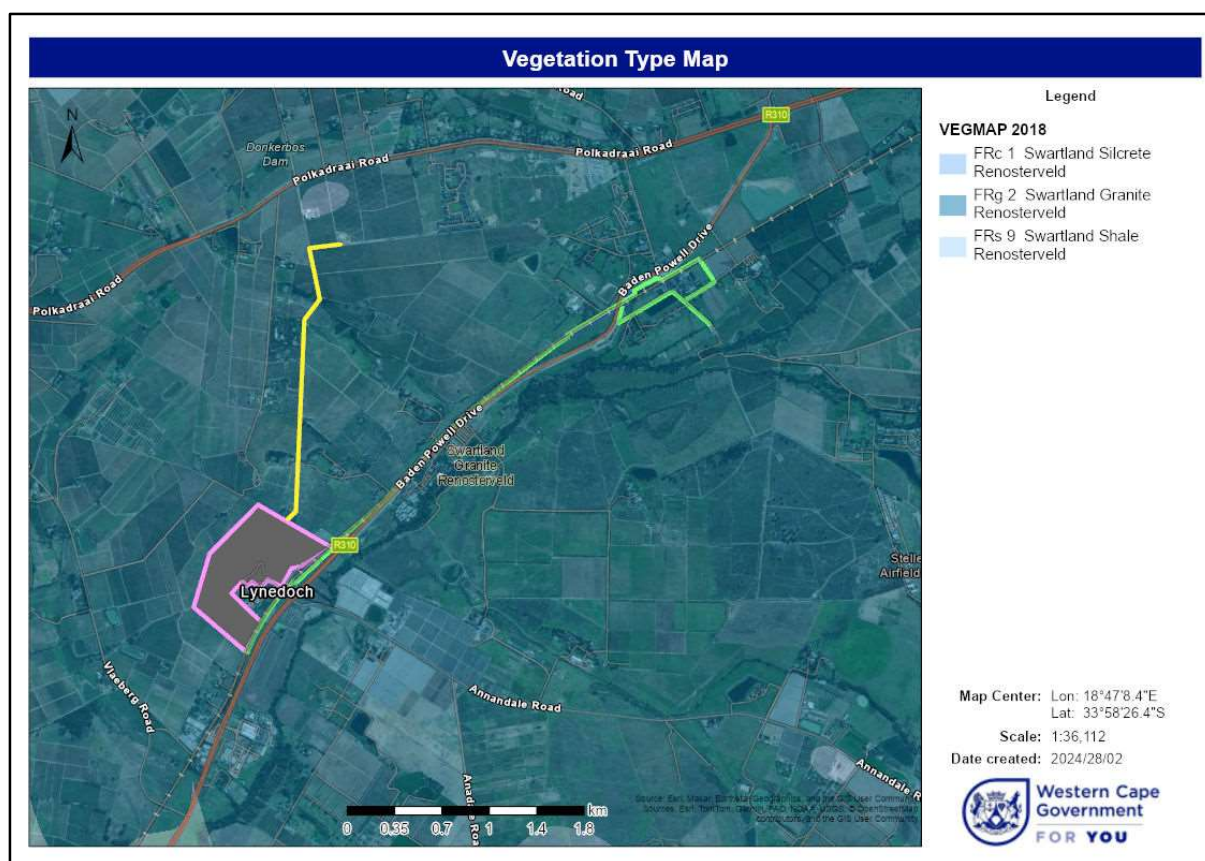 Vegetation Type Map
N
Donkerbos
Dam
Road
R310
Polkadraai Road
Polkadraai Road
Polkadraai Road
Baden Powell Drive
Baden Powell Drive
Swartland
Granite
Renosterveld
R310
Lynedoch
Stelle
Airfield
Vlaeberg Road
Annandale Road
Annandale R
km
0 0.35 0.7 1 1.4 1.8
Legend
VEGMAP 2018
FRc 1 Swartland Silcrete
Renosterveld
FRg 2 Swartland Granite
Renosterveld
FRs 9 Swartland Shale
Renosterveld
Map Center: Lon: 18°47'8.4"E
Lat: 33°58'26.4"S
Scale: 1:36,112
Date created: 2024/28/02
Western Cape
Government
FOR YOU